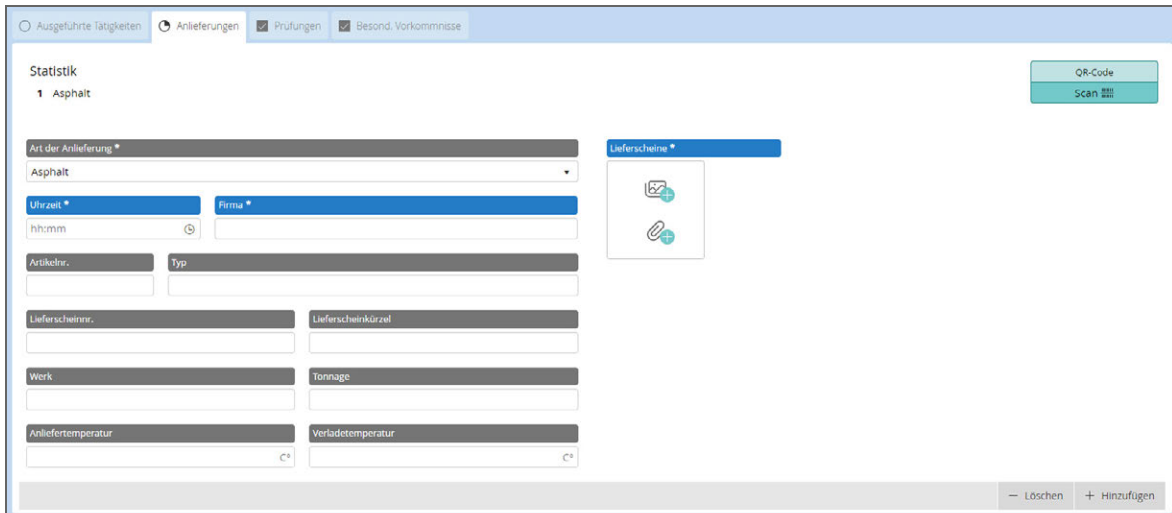 Ausgeführte Tätigkeiten Anlieferungen Prüfungen Besond. Vorkommnisse
Statistik
1 Asphalt
QR-Code
Scan
Art der Anlieferung *
Asphalt
Lieferscheine *
Uhrzeit * Firma *
hh:mm
Artikelnr. Typ
Lieferscheinnr. Lieferscheinkürzel
Werk Tonnage
Anliefertemperatur Verladetemperatur
C° C°
− Löschen + Hinzufügen